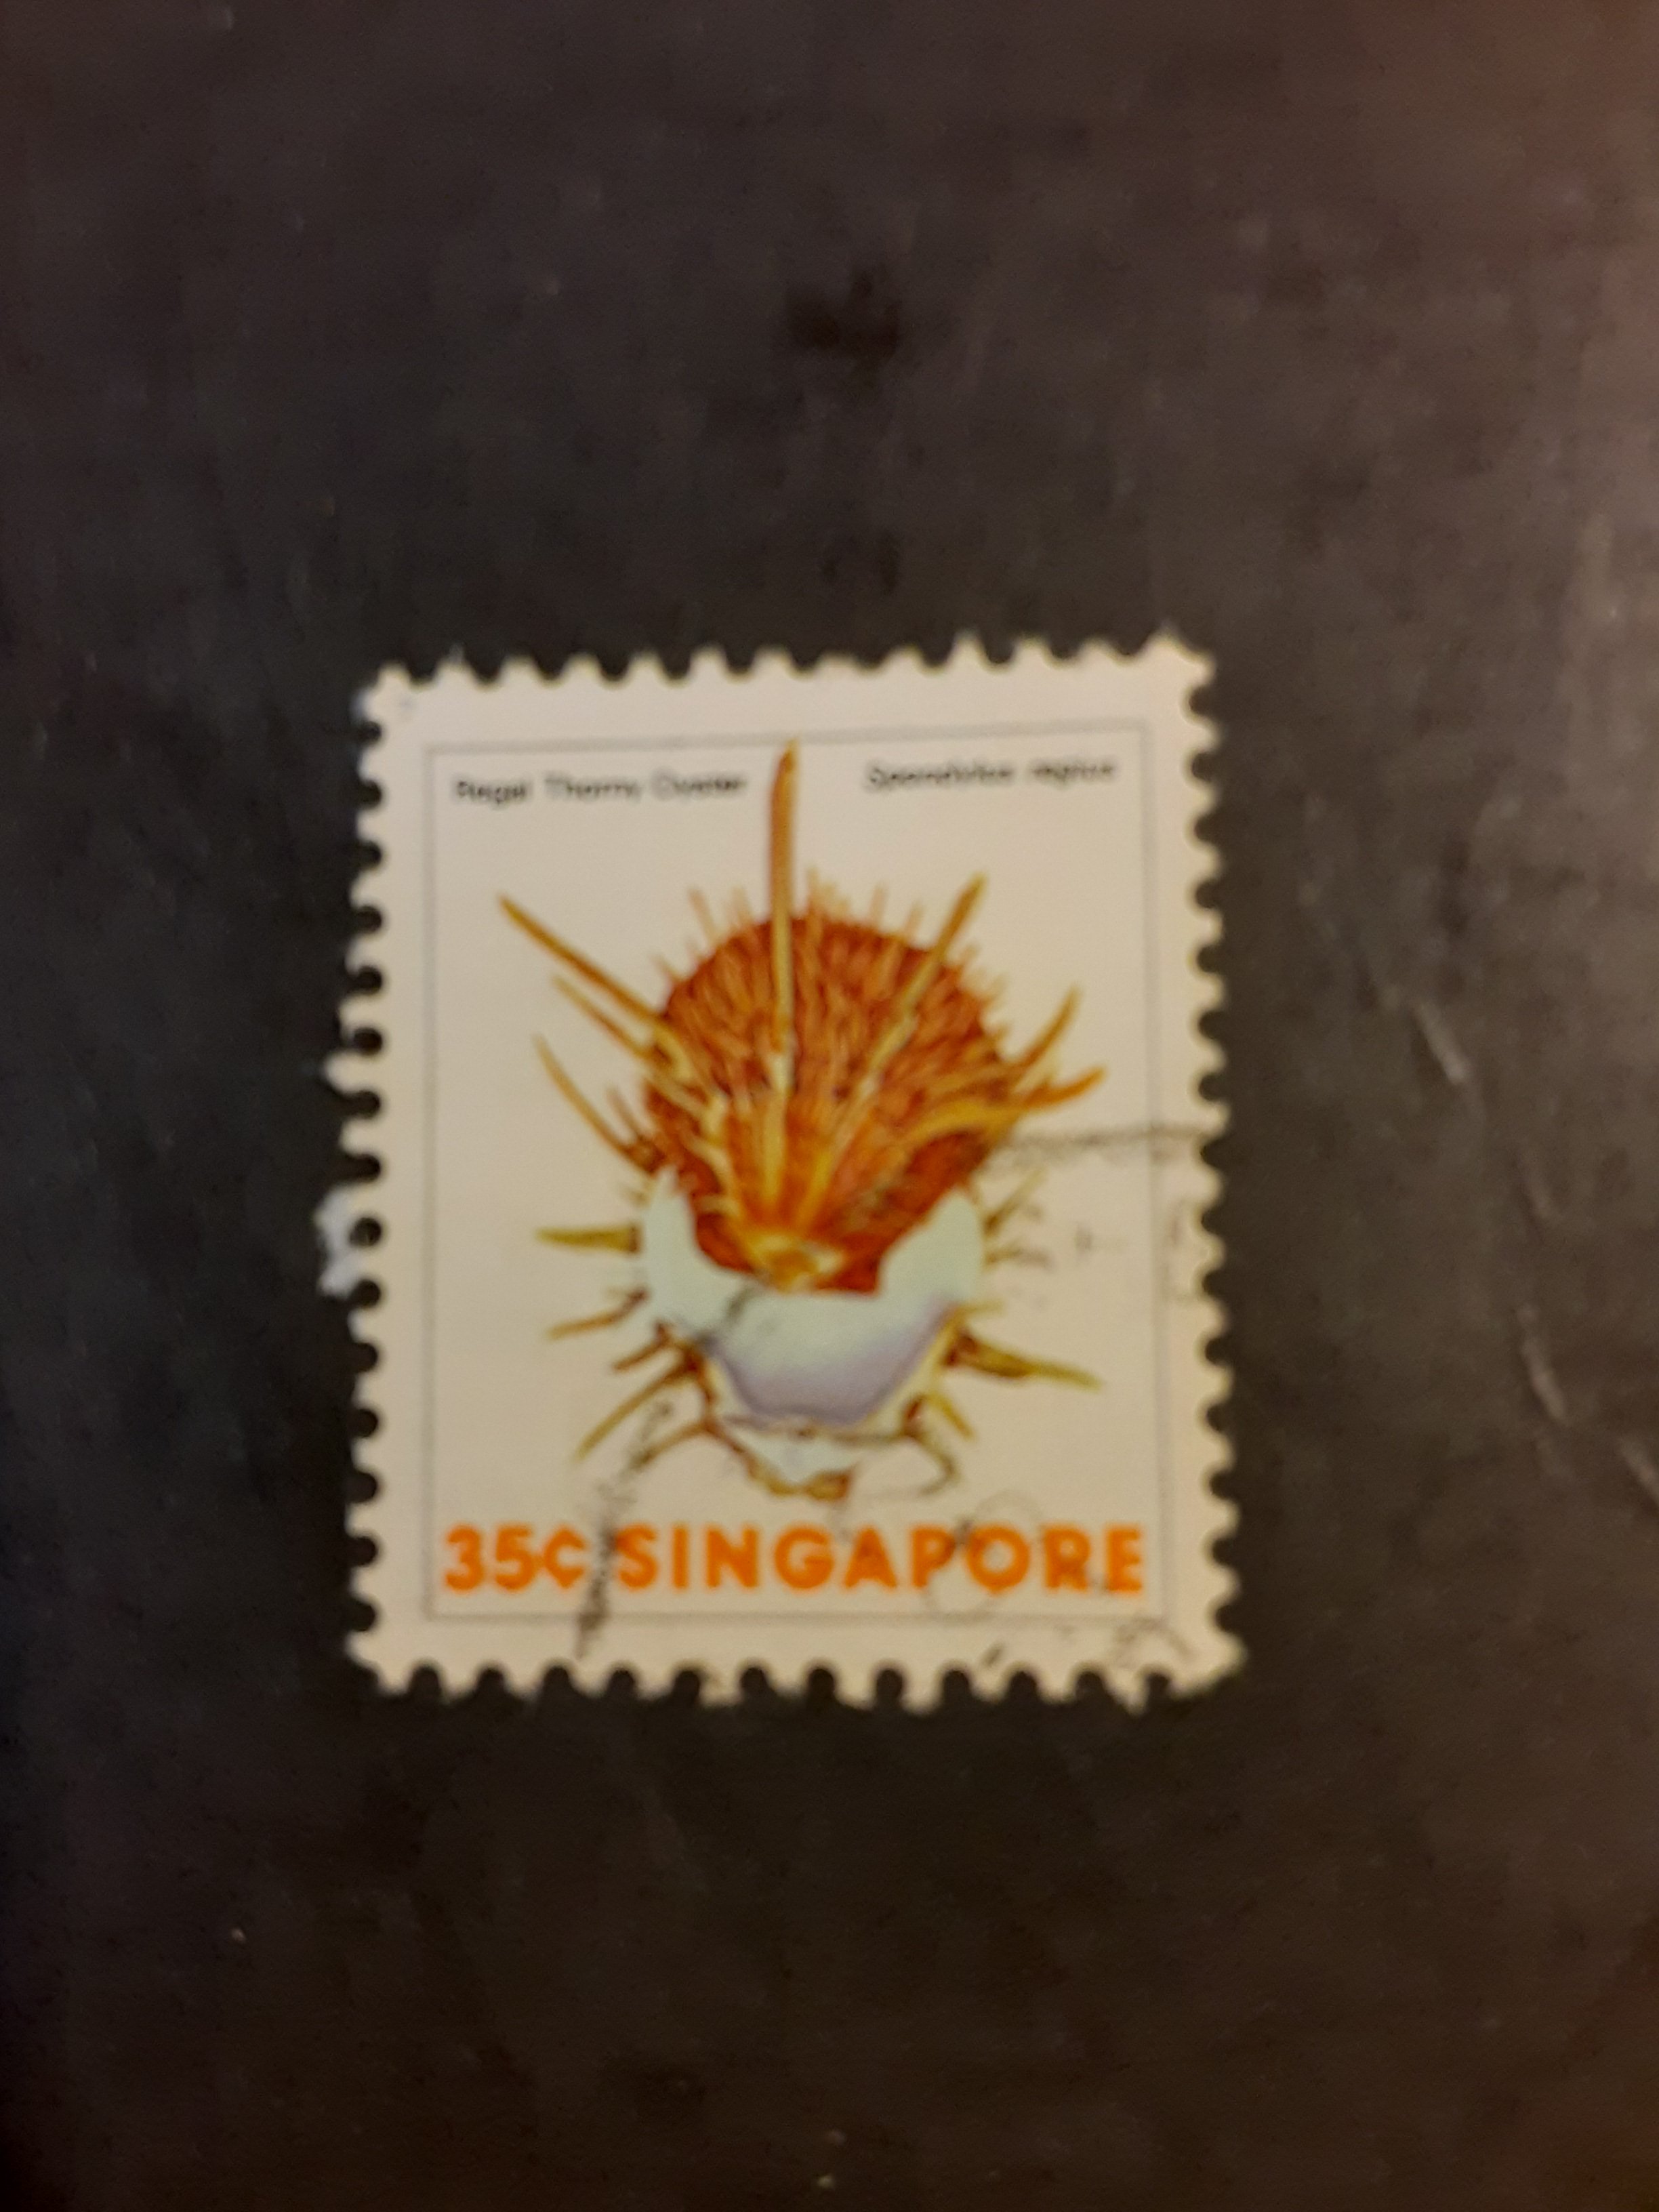 Regal Thorny Oyster Spondylus regius
35¢ SINGAPORE